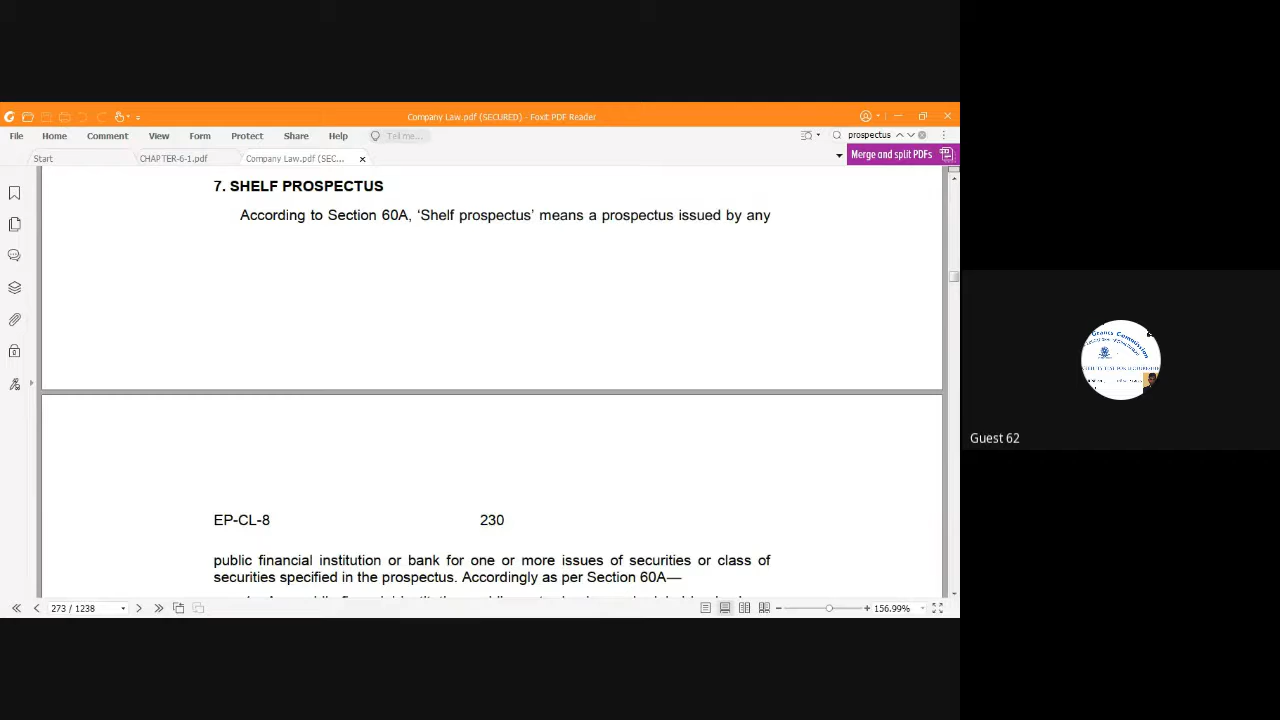 Company Law.pdf (SECURED) - Foxit PDF Reader
File Home Comment View Form Protect Share Help Tell me... prospectus
Start CHAPTER-6-1.pdf Company Law.pdf (SEC... Merge and split PDFs
7. SHELF PROSPECTUS
According to Section 60A, ‘Shelf prospectus’ means a prospectus issued by any
EP-CL-8 230
public financial institution or bank for one or more issues of securities or class of
securities specified in the prospectus. Accordingly as per Section 60A—
273 / 1238 156.99%
Grants Commission
Guest 62